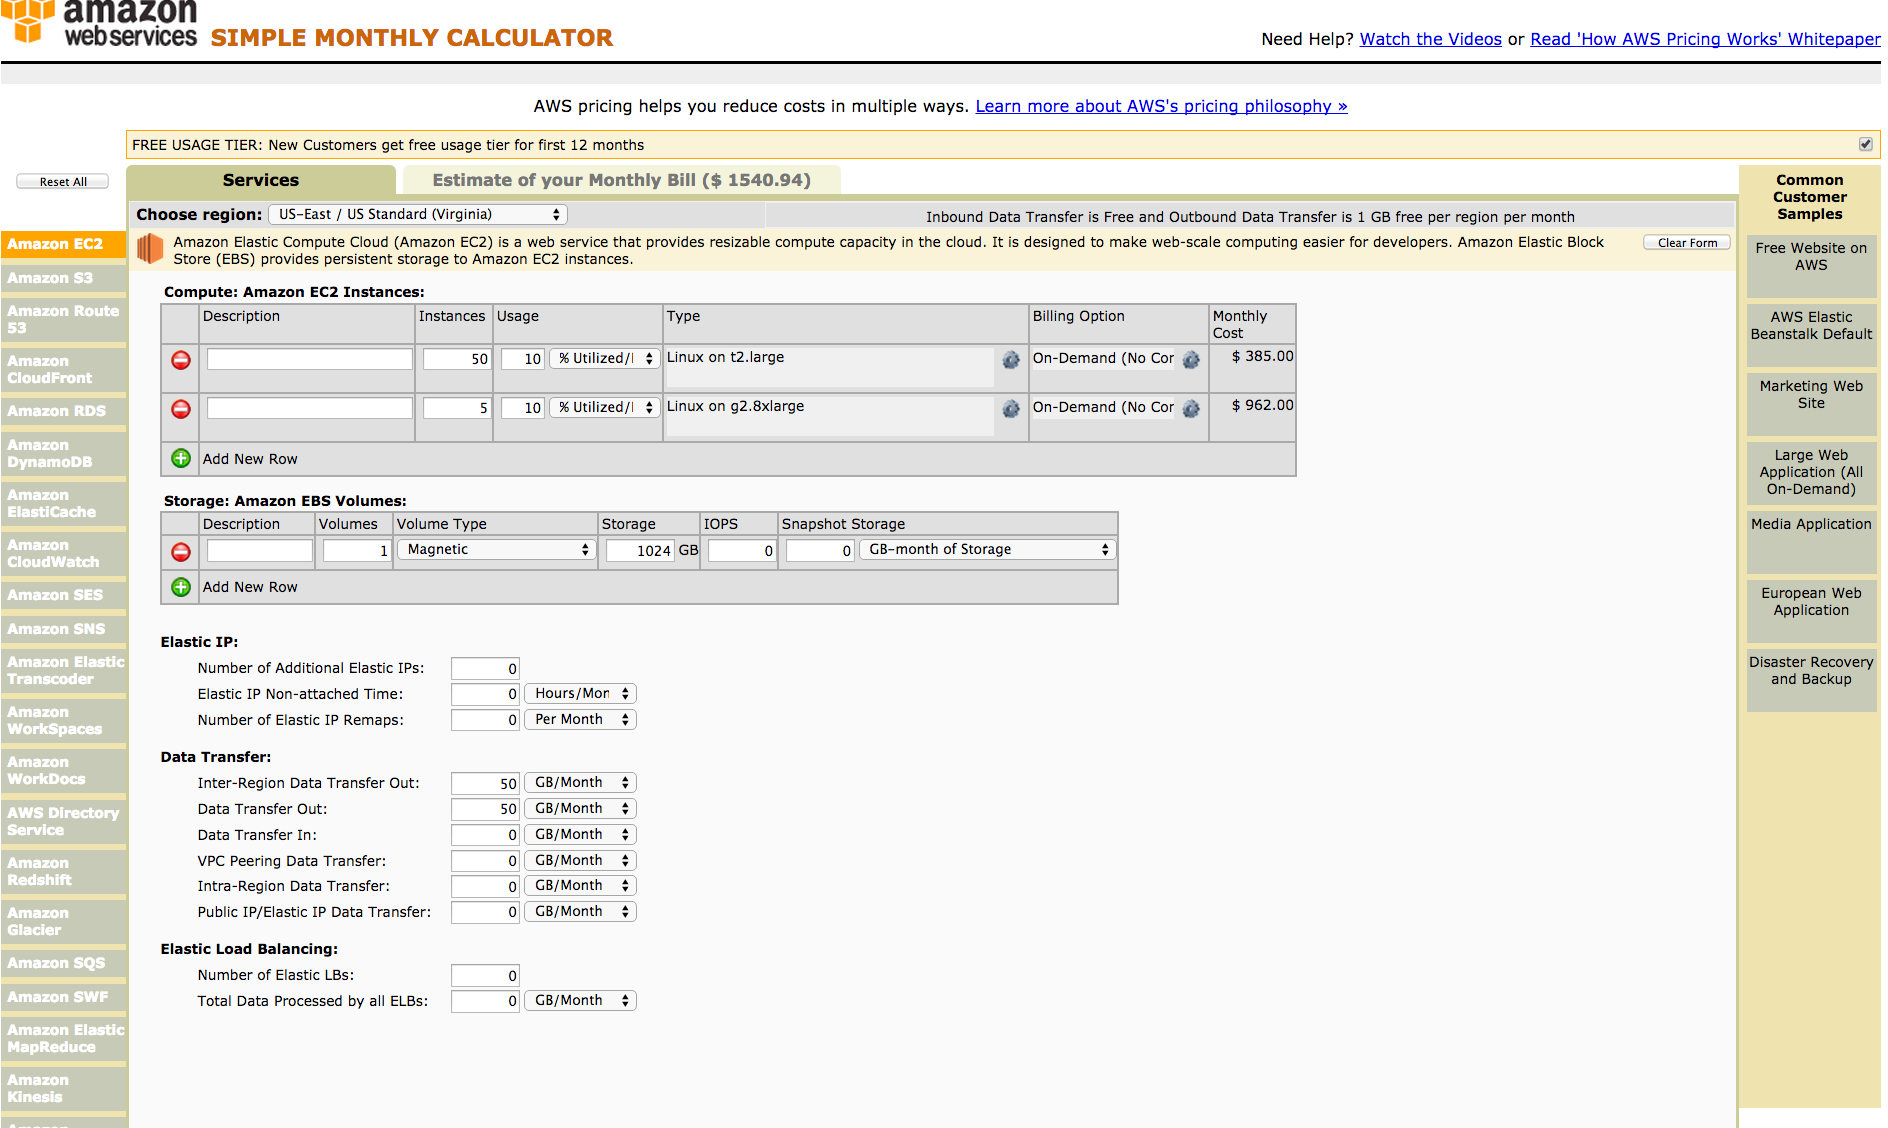 amazon
webservices
SIMPLE MONTHLY CALCULATOR
Need Help? Watch the Videos or Read 'How AWS Pricing Works' Whitepaper
AWS pricing helps you reduce costs in multiple ways. Learn more about AWS's pricing philosophy »
FREE USAGE TIER: New Customers get free usage tier for first 12 months
Reset All
Services
Estimate of your Monthly Bill ($ 1540.94)
Choose region: US-East / US Standard (Virginia)
Inbound Data Transfer is Free and Outbound Data Transfer is 1 GB free per region per month
Amazon Elastic Compute Cloud (Amazon EC2) is a web service that provides resizable compute capacity in the cloud. It is designed to make web-scale computing easier for developers. Amazon Elastic Block
Store (EBS) provides persistent storage to Amazon EC2 instances.
Clear Form
Amazon EC2
Amazon S3
Amazon Route
53
Amazon
CloudFront
Amazon RDS
Amazon
DynamoDB
Amazon
ElastiCache
Amazon
CloudWatch
Amazon SES
Amazon SNS
Amazon Elastic
Transcoder
Amazon
WorkSpaces
Amazon
WorkDocs
AWS Directory
Service
Amazon
Redshift
Amazon
Glacier
Amazon SQS
Amazon SWF
Amazon Elastic
MapReduce
Amazon
Kinesis
Compute: Amazon EC2 Instances:
Description Instances Usage Type Billing Option Monthly
Cost
50 10 % Utilized/ Linux on t2.large On-Demand (No Cor $ 385.00
5 10 % Utilized/ Linux on g2.8xlarge On-Demand (No Cor $ 962.00
Add New Row
Storage: Amazon EBS Volumes:
Description Volumes Volume Type Storage IOPS Snapshot Storage
1 Magnetic 1024 GB 0 0 GB-month of Storage
Add New Row
Elastic IP:
Number of Additional Elastic IPs: 0
Elastic IP Non-attached Time: 0 Hours/Mon
Number of Elastic IP Remaps: 0 Per Month
Data Transfer:
Inter-Region Data Transfer Out: 50 GB/Month
Data Transfer Out: 50 GB/Month
Data Transfer In: 0 GB/Month
VPC Peering Data Transfer: 0 GB/Month
Intra-Region Data Transfer: 0 GB/Month
Public IP/Elastic IP Data Transfer: 0 GB/Month
Elastic Load Balancing:
Number of Elastic LBs: 0
Total Data Processed by all ELBs: 0 GB/Month
Common
Customer
Samples
Free Website on
AWS
AWS Elastic
Beanstalk Default
Marketing Web
Site
Large Web
Application (All
On-Demand)
Media Application
European Web
Application
Disaster Recovery
and Backup